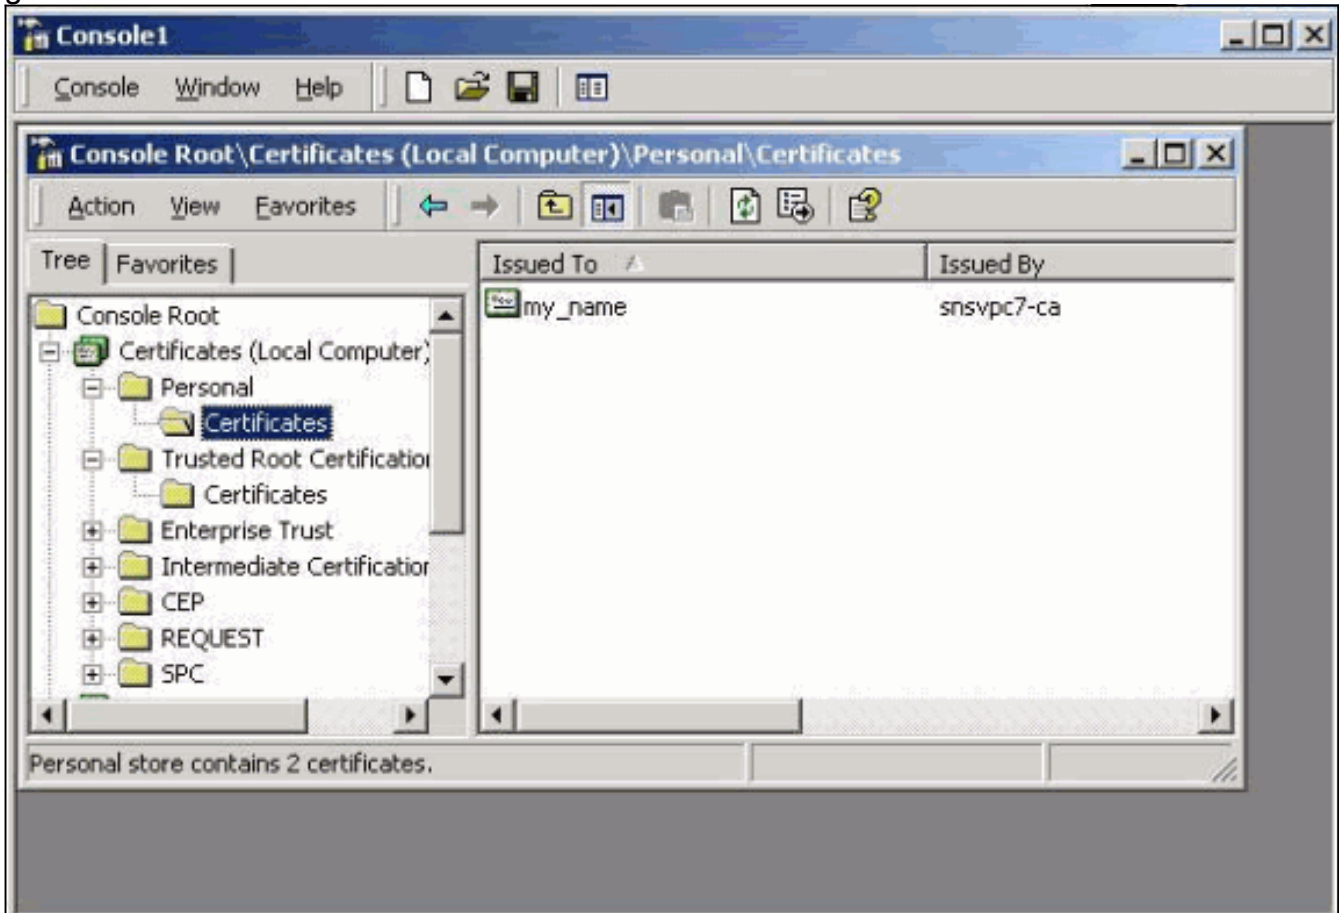 g
Console1
Console Window Help
Console Root\Certificates (Local Computer)\Personal\Certificates
Action View Favorites
Tree Favorites
Issued To Issued By
Console Root
my_name snsvpc7-ca
Certificates (Local Computer)
Personal
Certificates
Trusted Root Certification
Certificates
Enterprise Trust
Intermediate Certification
CEP
REQUEST
SPC
Personal store contains 2 certificates.